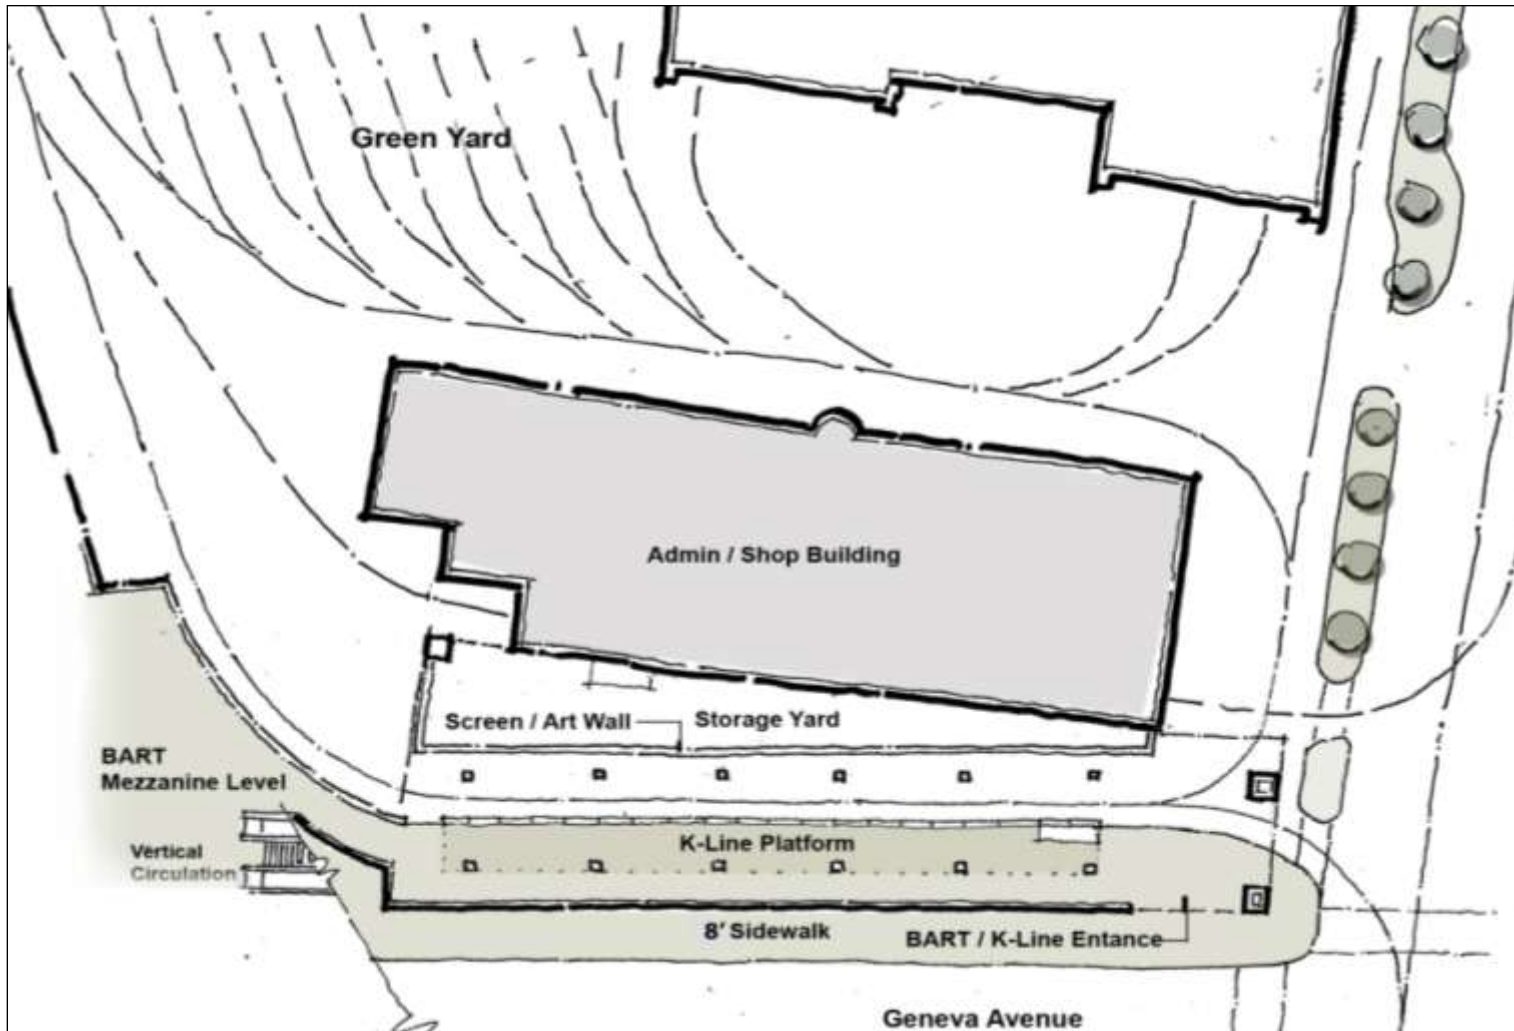 Green Yard
Admin / Shop Building
Screen / Art Wall
Storage Yard
BART
Mezzanine Level
K-Line Platform
Vertical
Circulation
8' Sidewalk
BART / K-Line Entance
Geneva Avenue